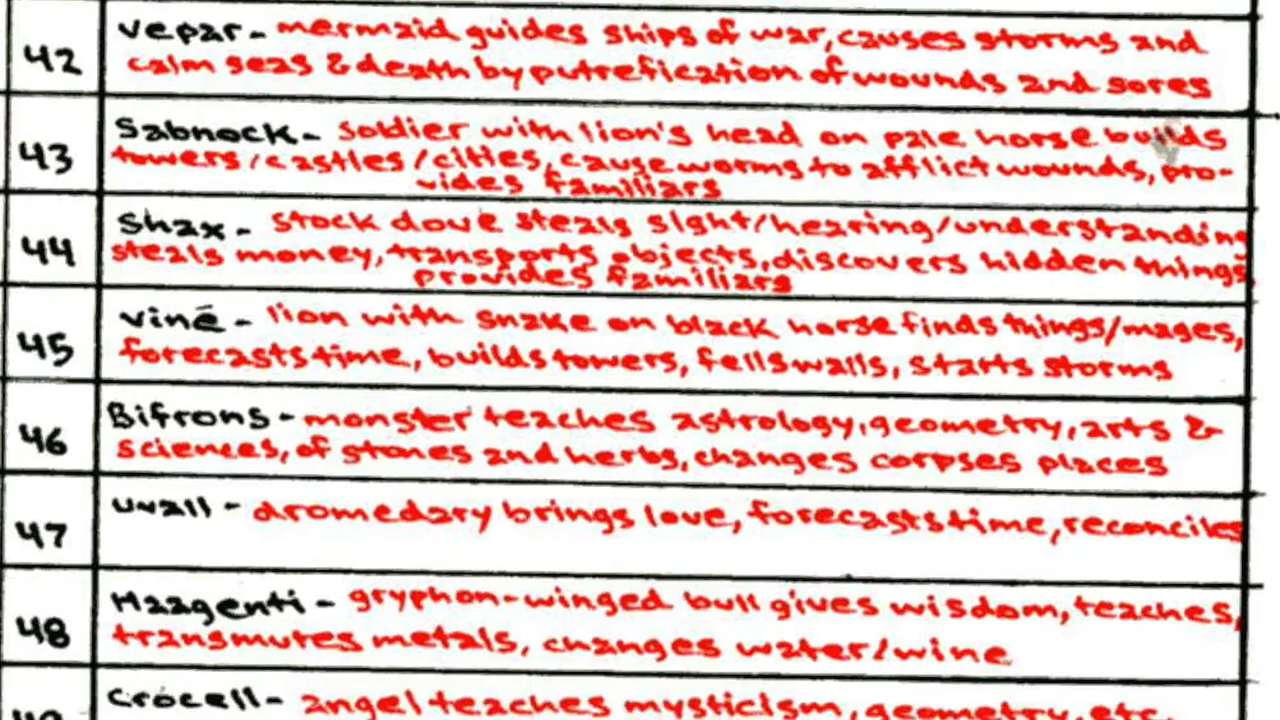 42
Vepar - mermaid guides ships of war, causes storms and
calm seas & death by putrefication of wounds and sores
43
Sabnock - soldier with lion's head on pale horse builds
towers/castles/cities, cause worms to afflict wounds, pro-
vides familiars
44
Shax - stock dove steals sight/hearing/understanding
steals money, transports objects, discovers hidden things
provides familiars
45
Viné - lion with snake on black horse finds things/mages,
forecasts time, builds towers, fells walls, starts storms
46
Bifrons - monster teaches astrology, geometry, arts &
sciences, of stones and herbs, changes corpses places
47
Uvall - dromedary brings love, forecasts time, reconciles
48
Haagenti - gryphon-winged bull gives wisdom, teaches,
transmutes metals, changes water/wine
Crocell - angel teaches mysticism, geometry, etc.